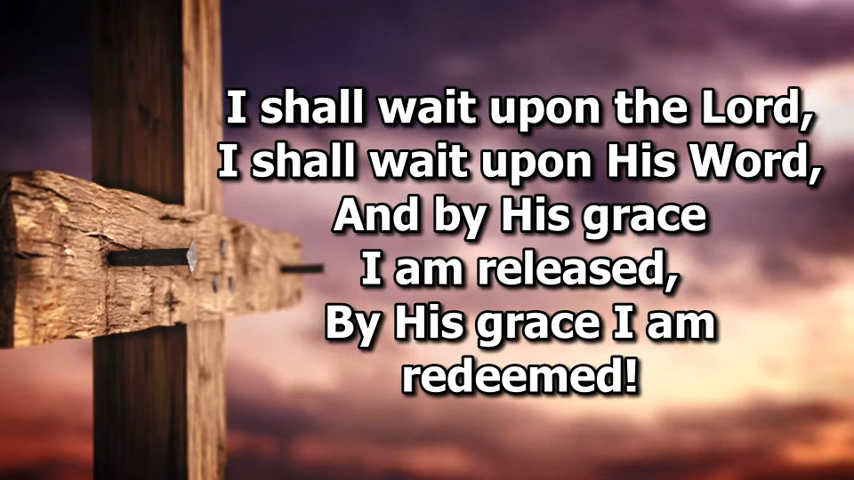 I shall wait upon the Lord,
I shall wait upon His Word,
And by His grace
I am released,
By His grace I am
redeemed!